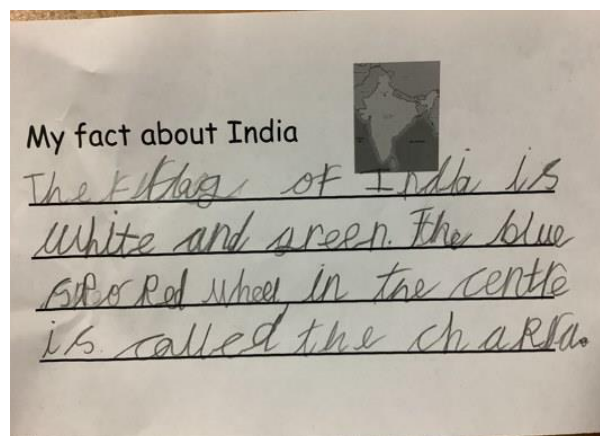 My fact about India
The flag of India is
white and green. The blue
spoked wheel in the centre
is called the chakra.